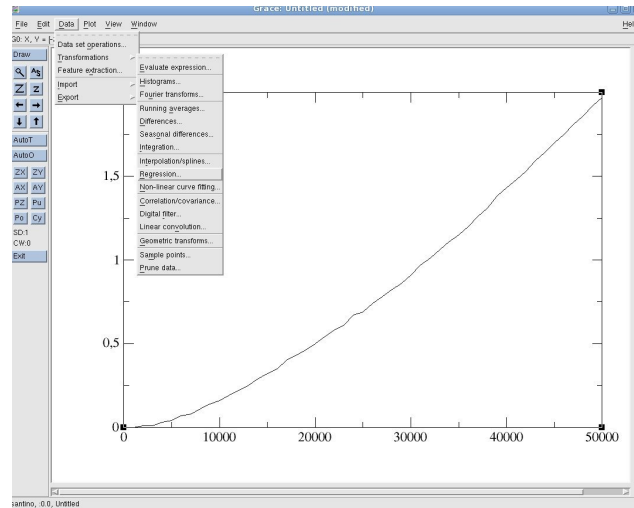 Grace: Untitled (modified)
File Edit Data Plot View Window Hel
G0: X, Y = [-
Draw
Data set operations...
Transformations
Feature extraction...
Import
Export
Evaluate expression...
Histograms...
Fourier transforms...
Running averages...
Differences...
Seasonal differences...
Integration...
Interpolation/splines...
Regression...
Non-linear curve fitting...
Correlation/covariance...
Digital filter...
Linear convolution...
Geometric transforms...
Sample points...
Prune data...
AS
Z z
AutoT
AutoO
ZX ZY
AX AY
PZ Pu
Po Cy
SD:1
CW:0
Exit
1,5
1
0,5
0
0 10000 20000 30000 40000 50000
santino, :0.0, Untitled